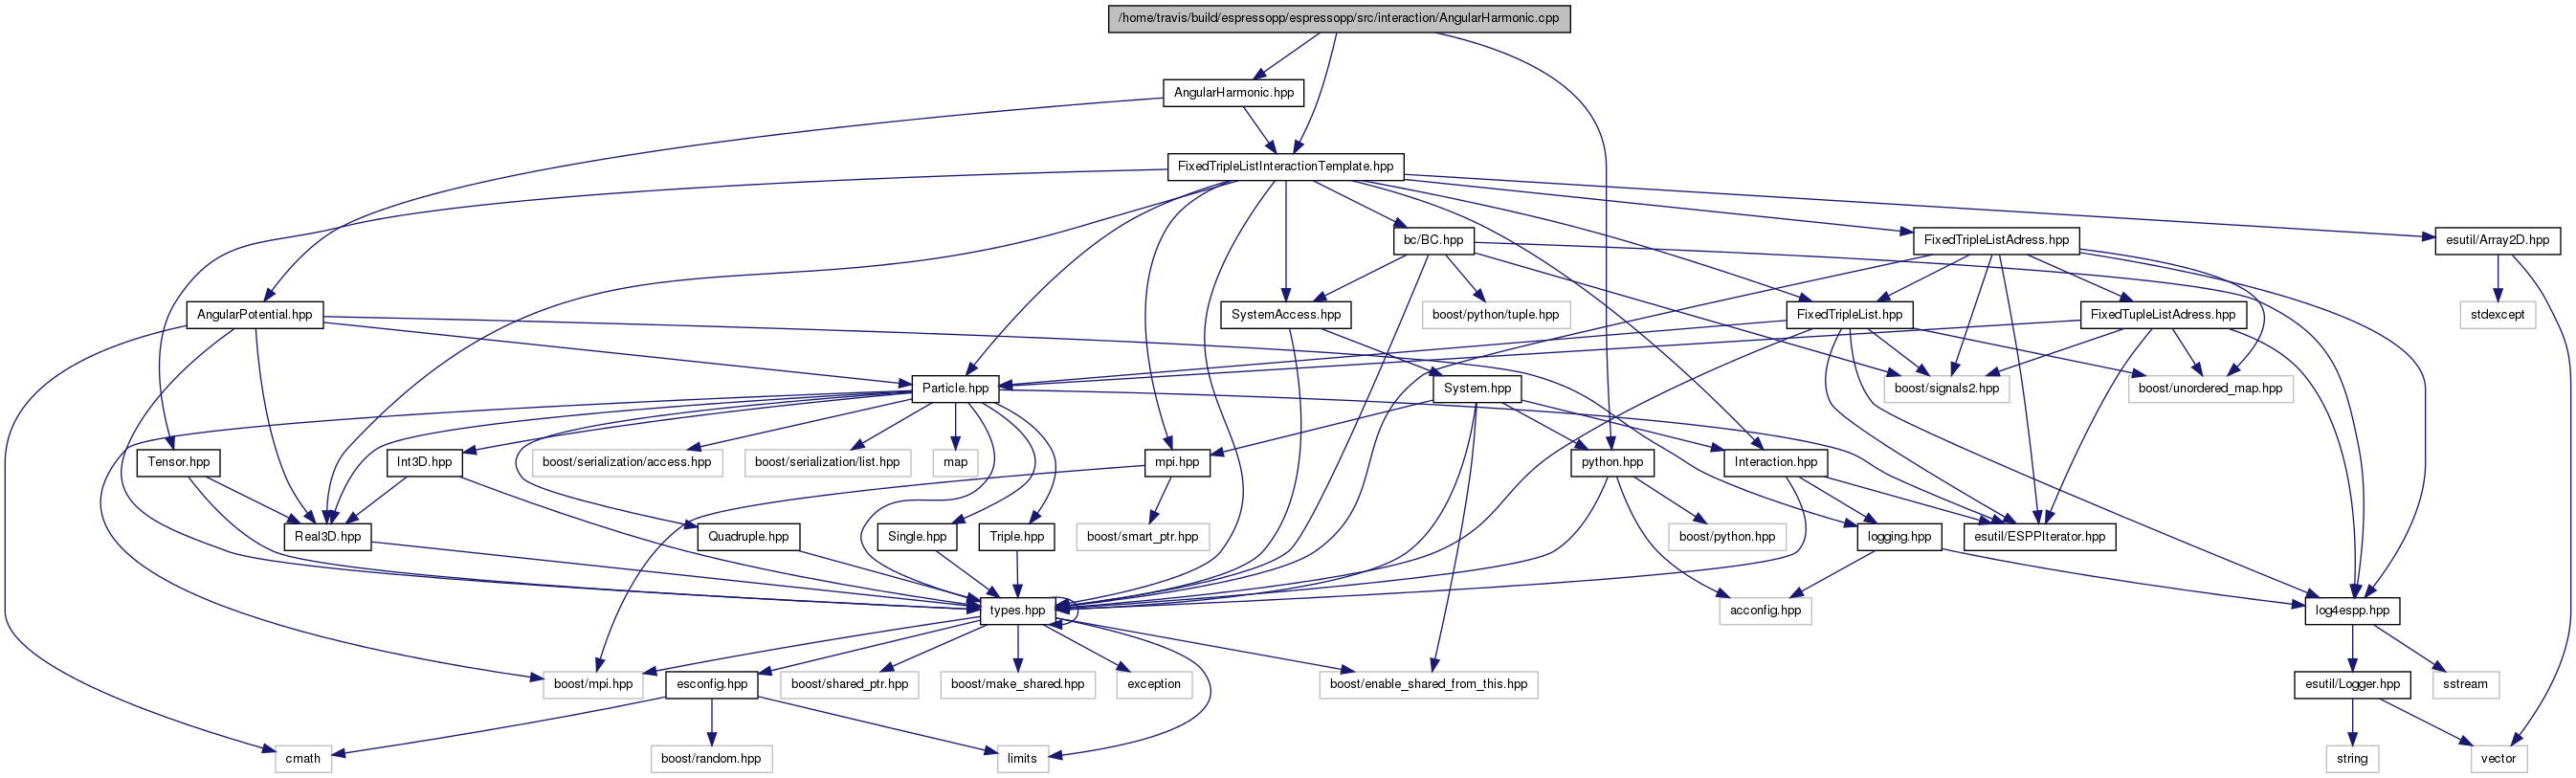 /home/travis/build/espressopp/espressopp/src/interaction/AngularHarmonic.cpp
AngularHarmonic.hpp
FixedTripleListInteractionTemplate.hpp
bc/BC.hpp
FixedTripleListAdress.hpp
esutil/Array2D.hpp
AngularPotential.hpp
SystemAccess.hpp
boost/python/tuple.hpp
FixedTripleList.hpp
FixedTupleListAdress.hpp
stdexcept
Particle.hpp
System.hpp
boost/signals2.hpp
boost/unordered_map.hpp
Tensor.hpp
Int3D.hpp
boost/serialization/access.hpp
boost/serialization/list.hpp
map
mpi.hpp
python.hpp
Interaction.hpp
Real3D.hpp
Quadruple.hpp
Single.hpp
Triple.hpp
boost/smart_ptr.hpp
boost/python.hpp
logging.hpp
esutil/ESPPIterator.hpp
types.hpp
acconfig.hpp
log4espp.hpp
boost/mpi.hpp
esconfig.hpp
boost/shared_ptr.hpp
boost/make_shared.hpp
exception
boost/enable_shared_from_this.hpp
esutil/Logger.hpp
sstream
cmath
boost/random.hpp
limits
string
vector